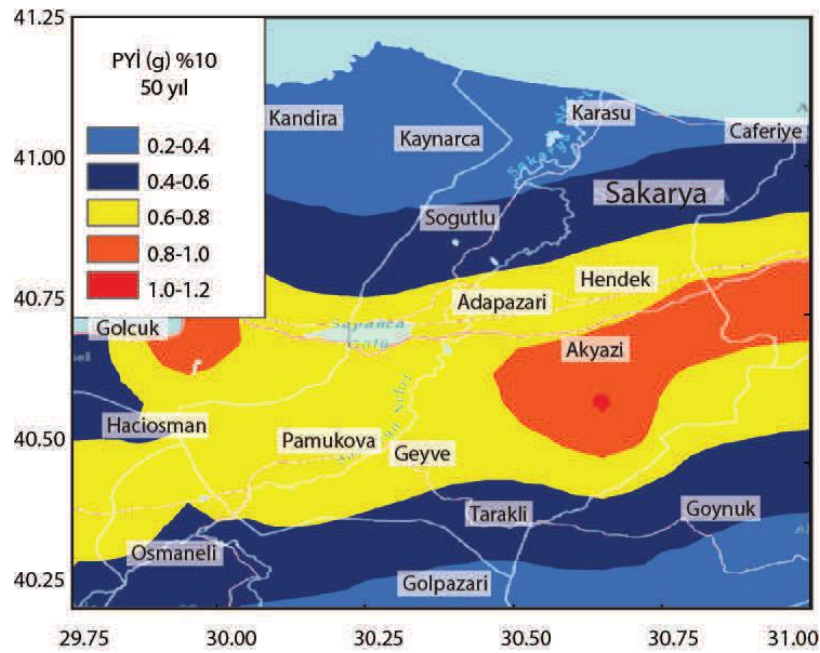 PYİ (g) %10
50 yıl
0.2-0.4
0.4-0.6
0.6-0.8
0.8-1.0
1.0-1.2
41.25
41.00
40.75
40.50
40.25
29.75 30.00 30.25 30.50 30.75 31.00
Kandira
Kaynarca
Karasu
Caferiye
Sakarya
Sogutlu
Hendek
Adapazari
Golcuk
Sapanca
Gölü
Akyazi
Haciosman
Pamukova
Geyve
Tarakli
Goynuk
Osmaneli
Golpazari